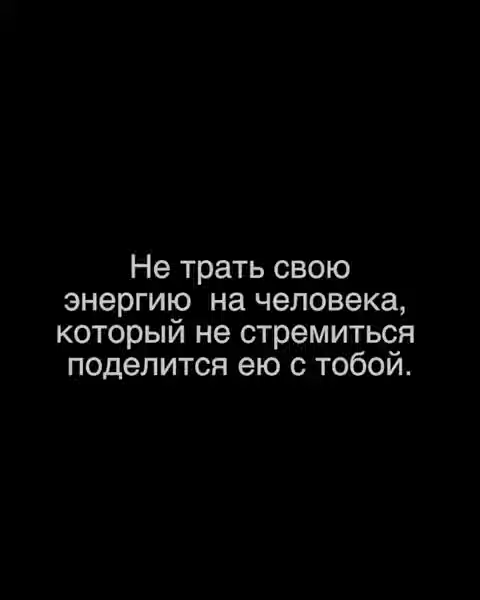 Не трать свою
энергию  на человека,
который не стремиться
поделится ею с тобой.